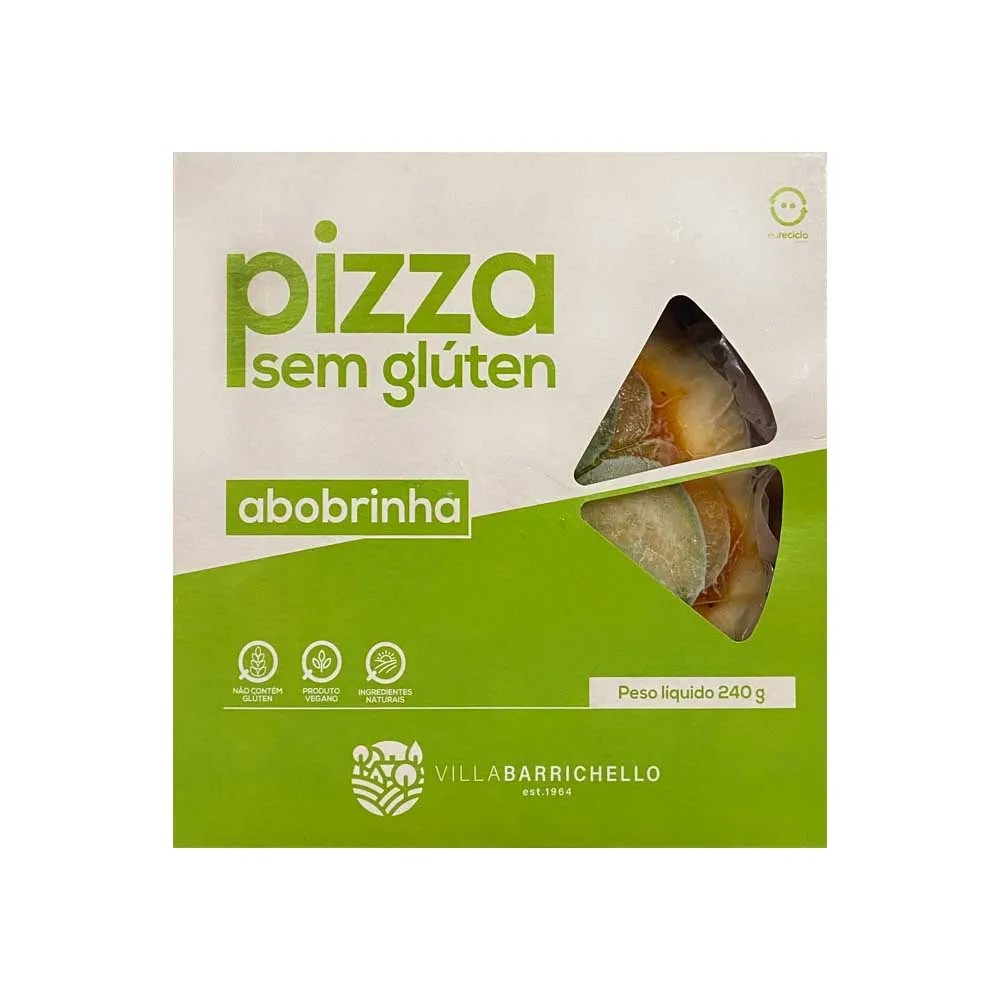 eureciclo
pizza
sem glúten
abobrinha
NÃO CONTÉM
GLÚTEN
PRODUTO
VEGANO
INGREDIENTES
NATURAIS
Peso líquido 240 g
VILLABARRICHELLO
est.1964